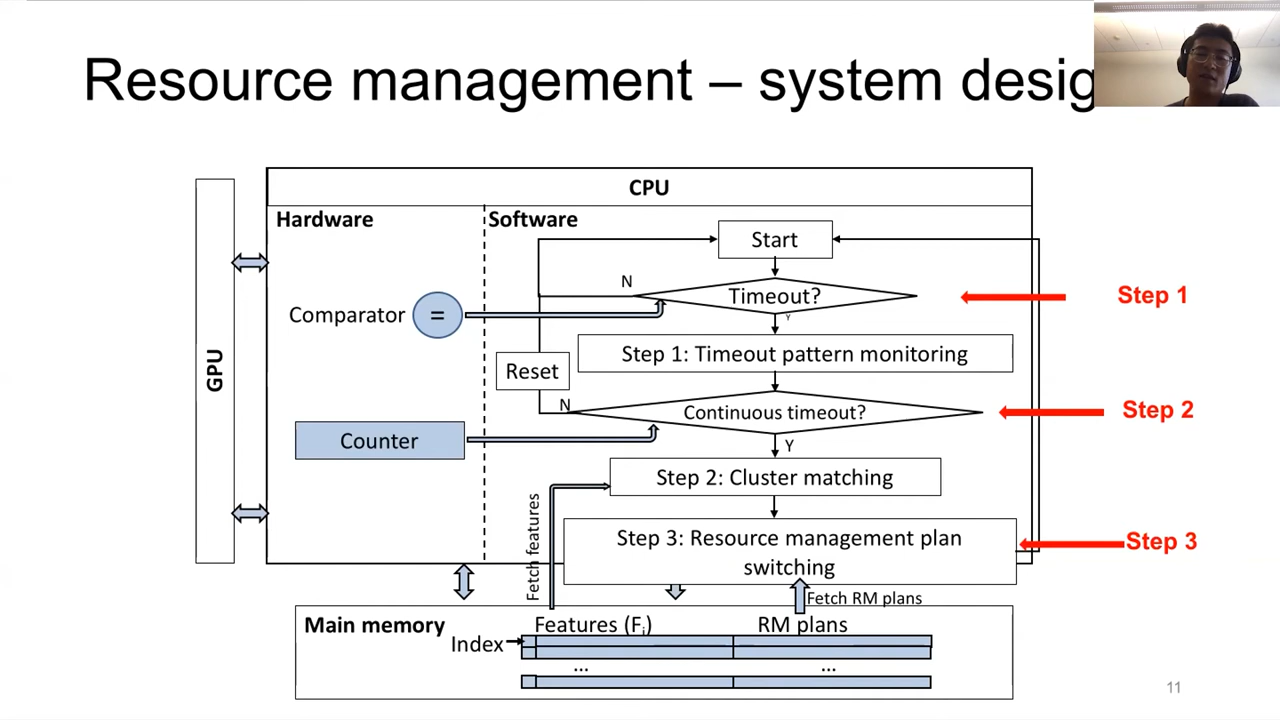 Resource management – system desig
CPU
Hardware
Software
Start
N
Timeout?
Step 1
Comparator
=
Y
Step 1: Timeout pattern monitoring
GPU
Reset
N
Continuous timeout?
Step 2
Counter
Y
Step 2: Cluster matching
Fetch features
Step 3: Resource management plan
switching
Step 3
Fetch RM plans
Main memory
Features (Fi)
RM plans
Index
...
...
11